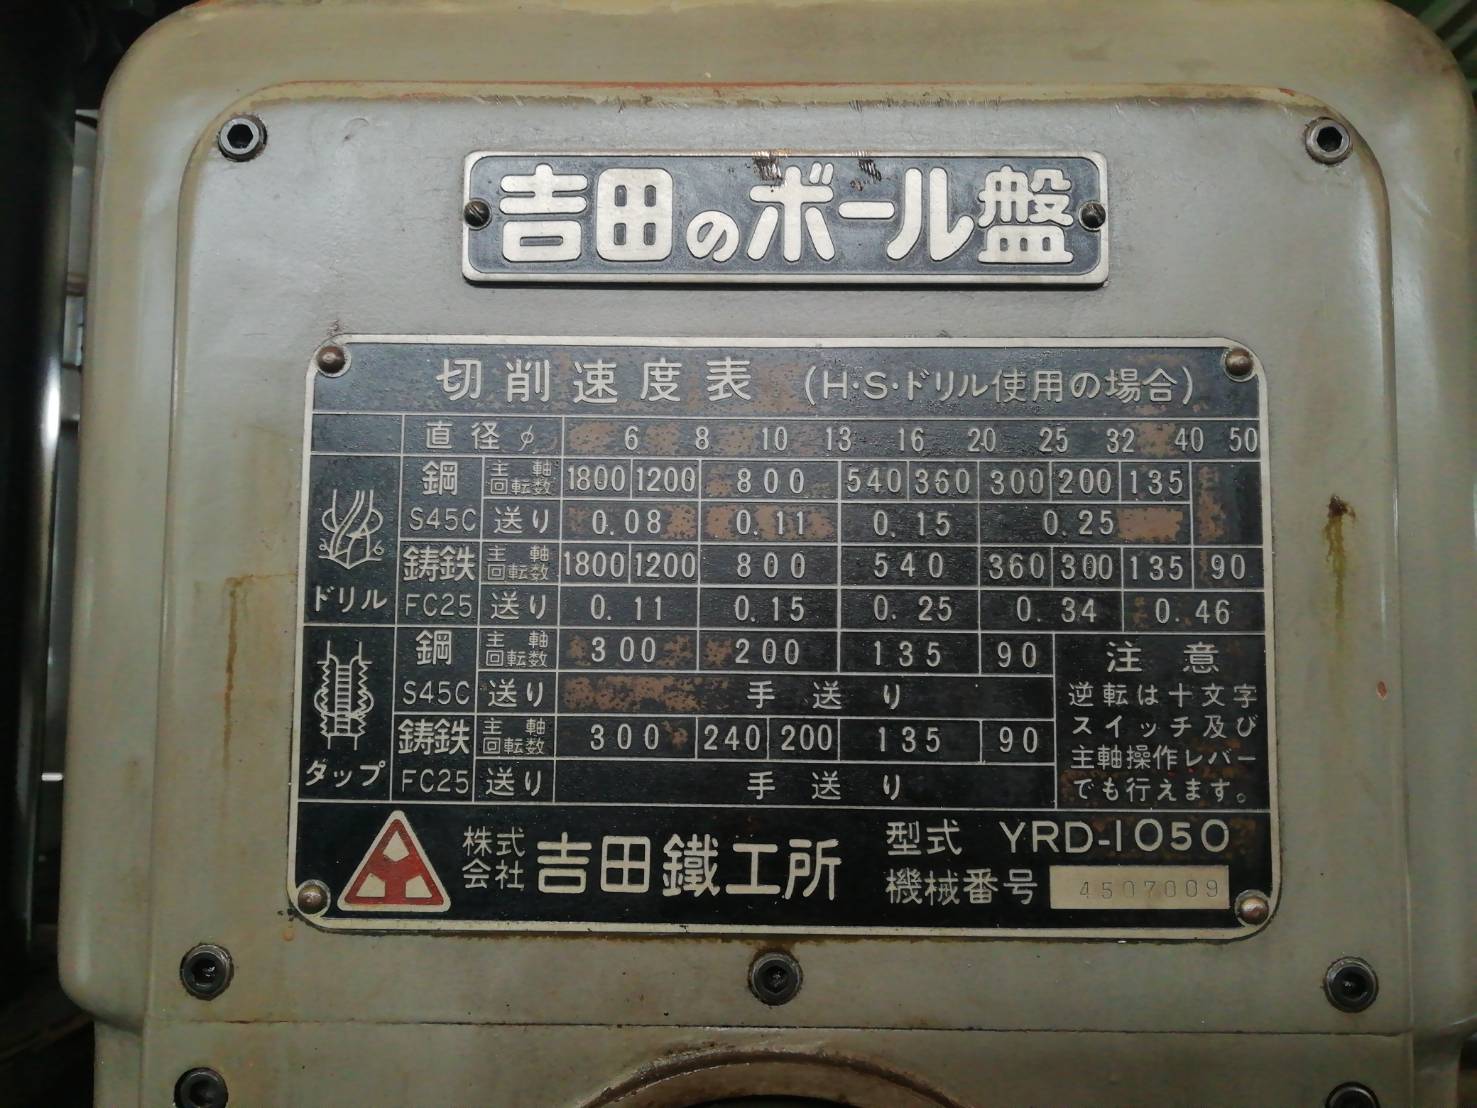 吉田のボール盤
切削速度表 (H·S·ドリル使用の場合)
直径φ 6 8 10 13 16 20 25 32 40 50
ドリル
鋼 主軸回転数 1800 1200 800 540 360 300 200 135
S45C 送り 0.08 0.11 0.15 0.25
鋳鉄 主軸回転数 1800 1200 800 540 360 300 135 90
FC25 送り 0.11 0.15 0.25 0.34 0.46
タップ
鋼 主軸回転数 300 200 135 90
S45C 送り 手送り
鋳鉄 主軸回転数 300 240 200 135 90
FC25 送り 手送り
注意
逆転は十文字
スイッチ及び
主軸操作レバー
でも行えます。
株式会社 吉田鐵工所
型式 YRD-1050
機械番号 4507009